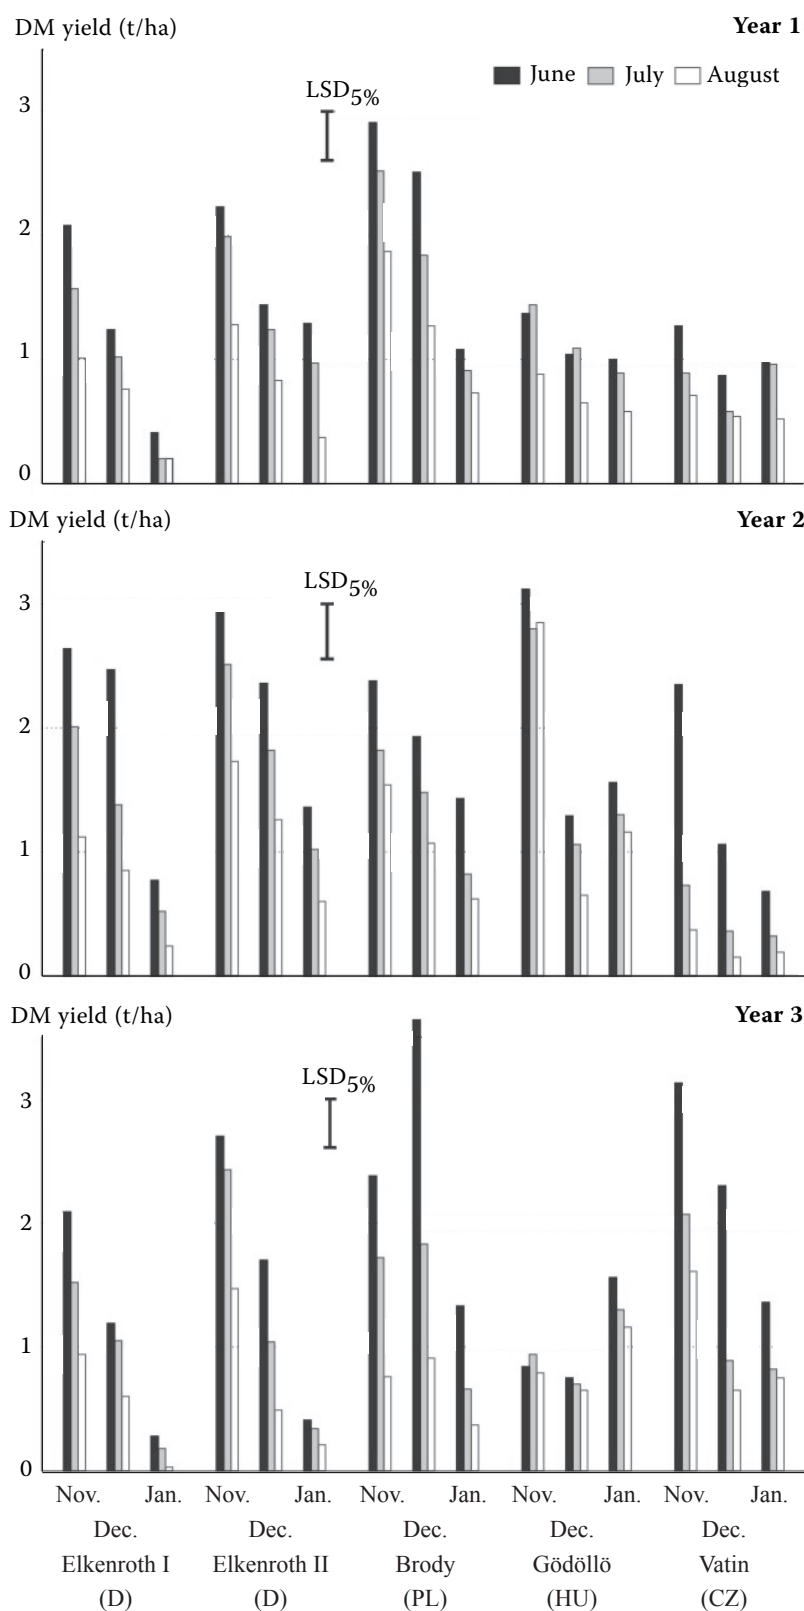 DM yield (t/ha) Year 1
June July August
LSD5%
3
2
1
0
DM yield (t/ha) Year 2
LSD5%
3
2
1
0
DM yield (t/ha) Year 3
LSD5%
3
2
1
0
Nov. Jan. Nov. Jan. Nov. Jan. Nov. Jan. Nov. Jan.
Dec. Dec. Dec. Dec. Dec.
Elkenroth I Elkenroth II Brody Gödöllö Vatin
(D) (D) (PL) (HU) (CZ)